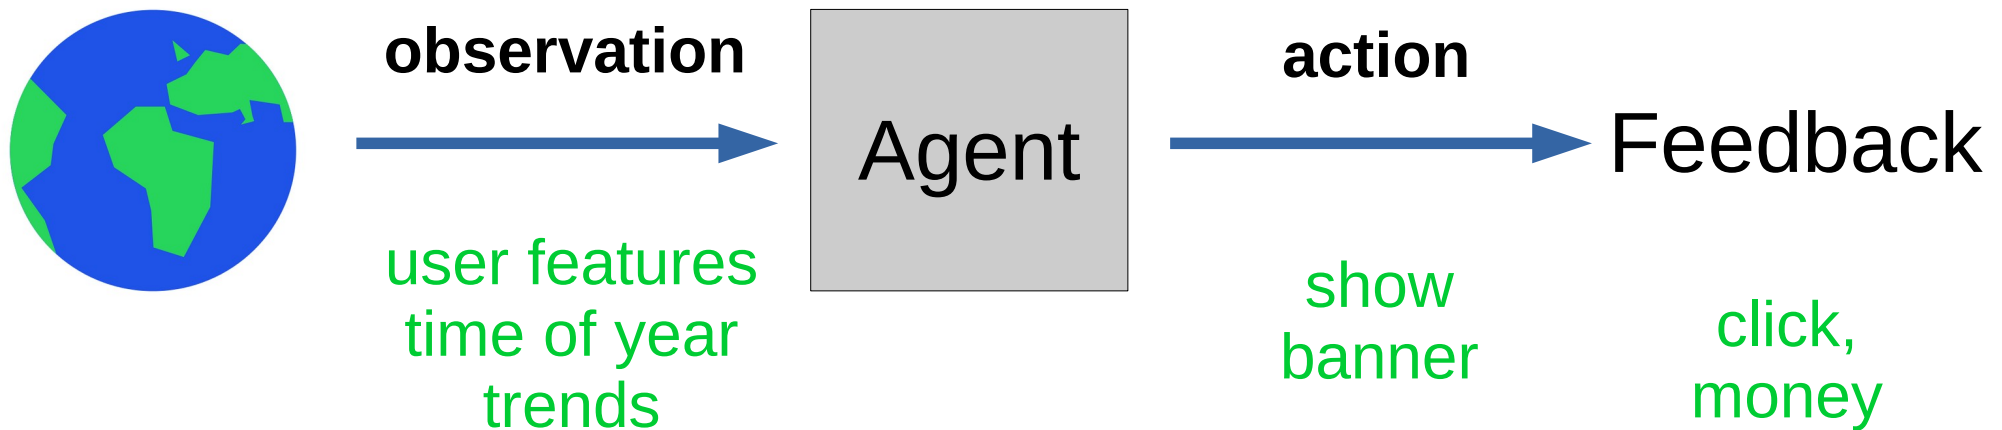 observation
Agent
action
Feedback
user features
time of year
trends
show
banner
click,
money